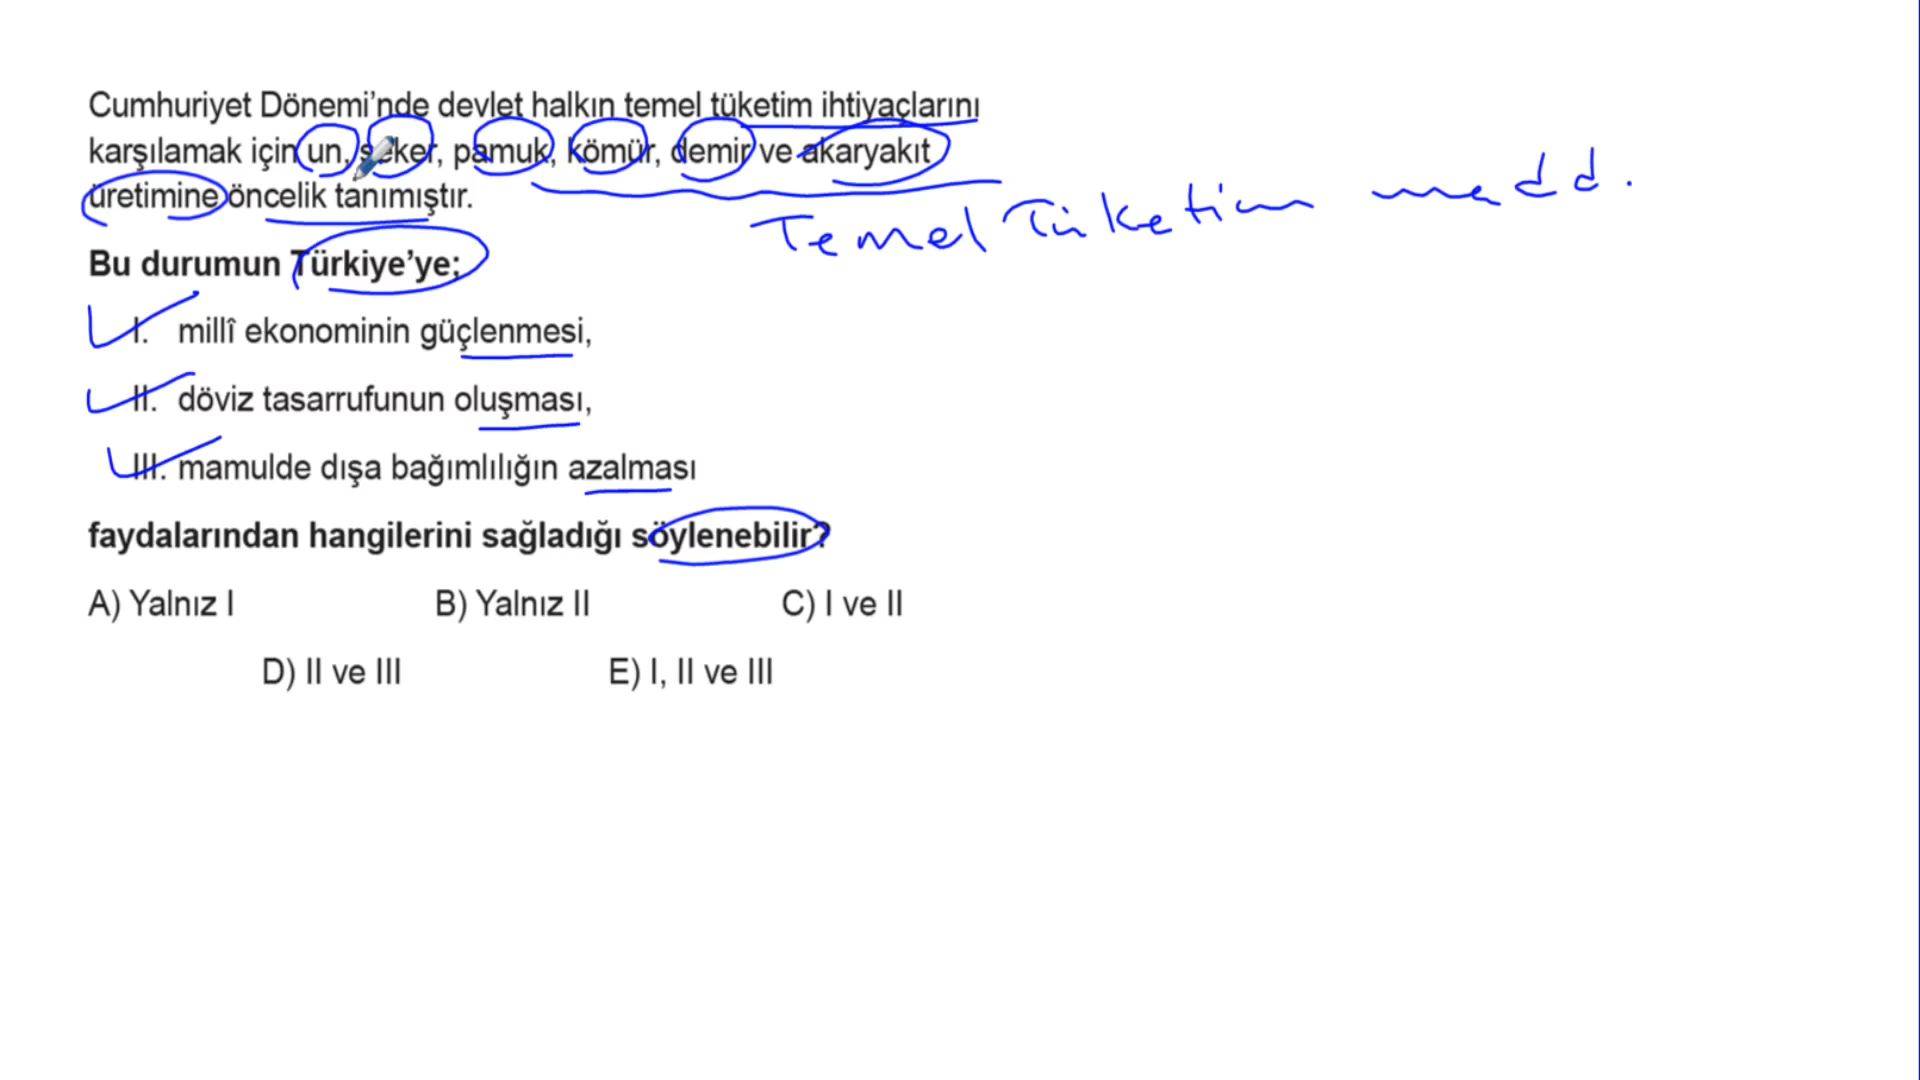 Cumhuriyet Dönemi'nde devlet halkın temel tüketim ihtiyaçlarını
karşılamak için un, şeker, pamuk, kömür, demir ve akaryakıt
üretimine öncelik tanımıştır.
Temel Tüketim madd.
Bu durumun Türkiye'ye;
I. millî ekonominin güçlenmesi,
II. döviz tasarrufunun oluşması,
III. mamulde dışa bağımlılığın azalması
faydalarından hangilerini sağladığı söylenebilir?
A) Yalnız I B) Yalnız II C) I ve II
D) II ve III E) I, II ve III